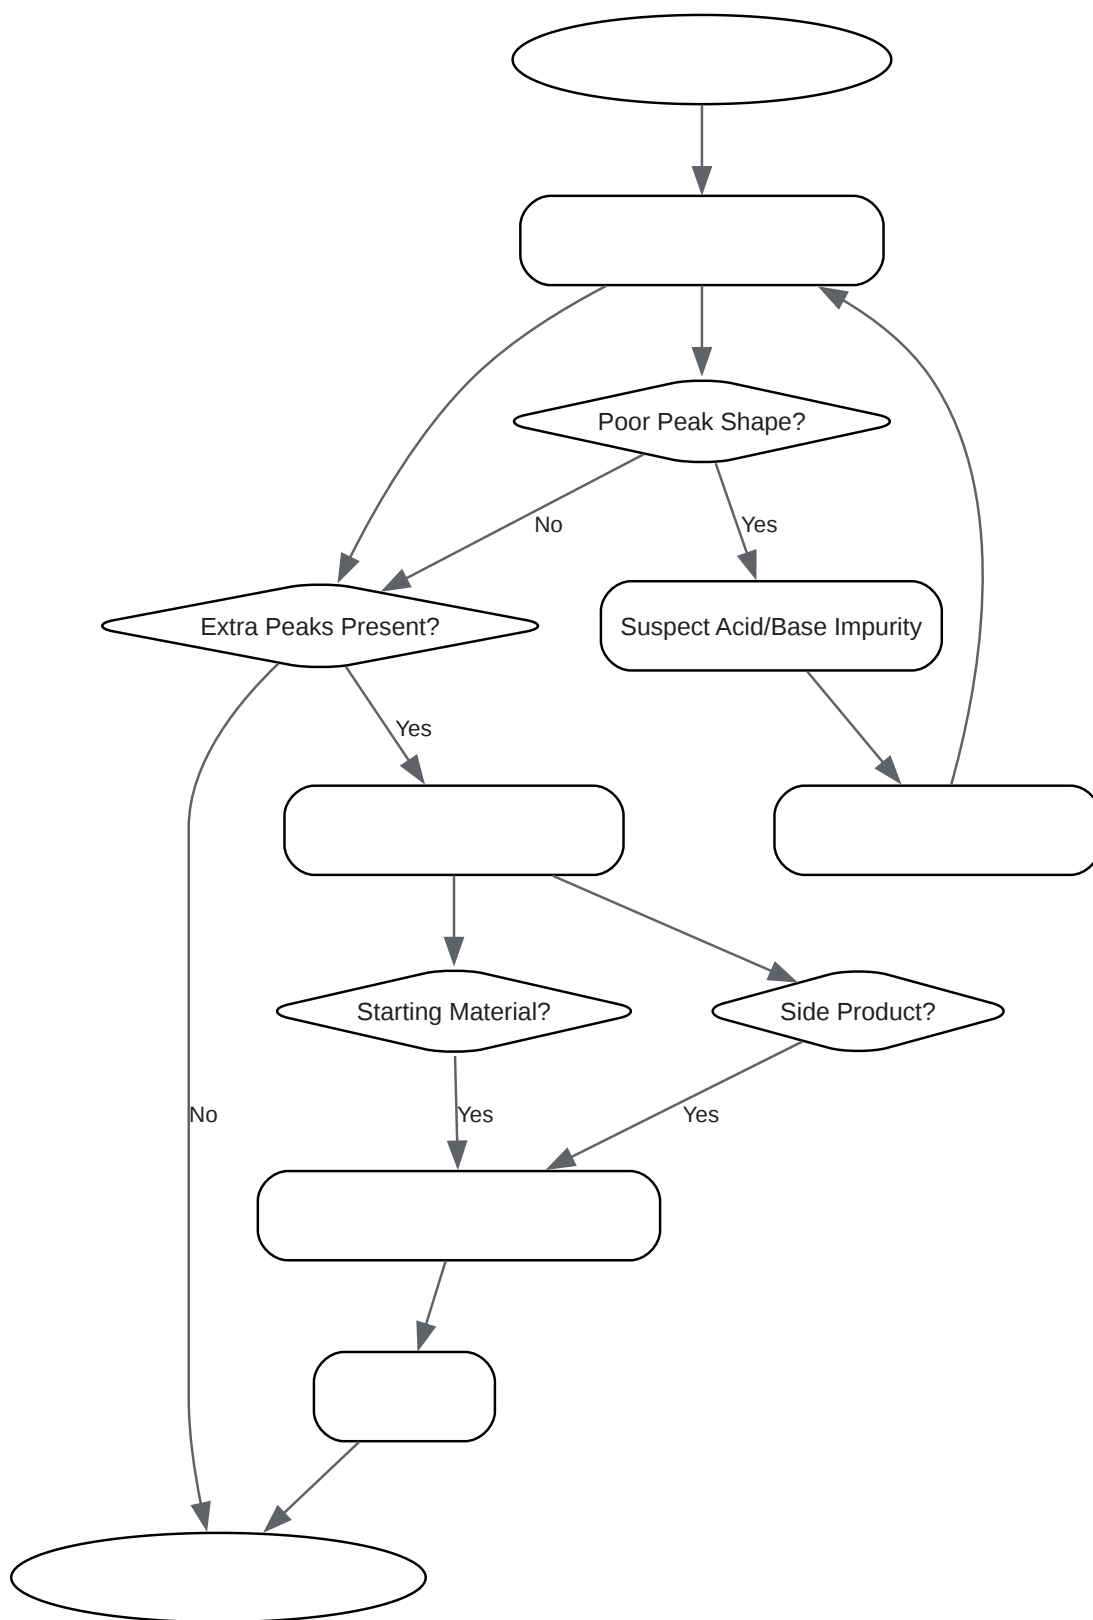 Poor Peak Shape?
No
Yes
Extra Peaks Present?
Suspect Acid/Base Impurity
Yes
Starting Material?
Side Product?
No
Yes
Yes